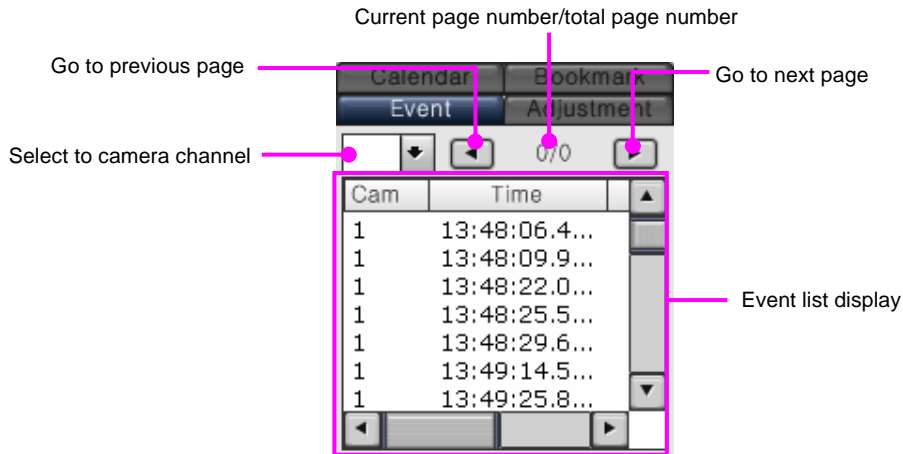 Current page number/total page number
Go to previous page
Go to next page
Calendar Bookmark
Event Adjustment
Select to camera channel
0/0
Cam Time
1 13:48:06.4...
1 13:48:09.9...
1 13:48:22.0...
1 13:48:25.5...
1 13:48:29.6...
1 13:49:14.5...
1 13:49:25.8...
Event list display